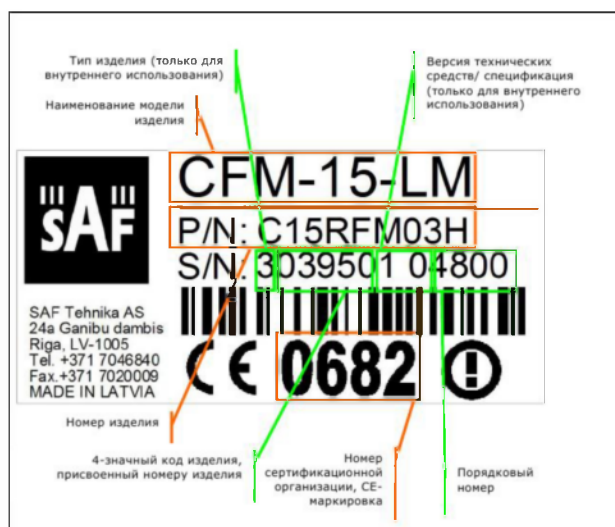 Тип изделия (только для
внутреннего использования)
Версия технических
средств/ спецификация
(только для внутреннего
использования)
Наименование модели
изделия
CFM-15-LM
SAF
P/N: C15RFM03H
S/N: 3039501 04800
SAF Tehnika AS
24a Ganibu dambis
Riga, LV-1005
Tel. +371 7046840
Fax.+371 7020009
MADE IN LATVIA
CE 0682
Номер изделия
4-значный код изделия,
присвоенный номеру изделия
Номер
сертификационной
организации, CE-
маркировка
Порядковый
номер